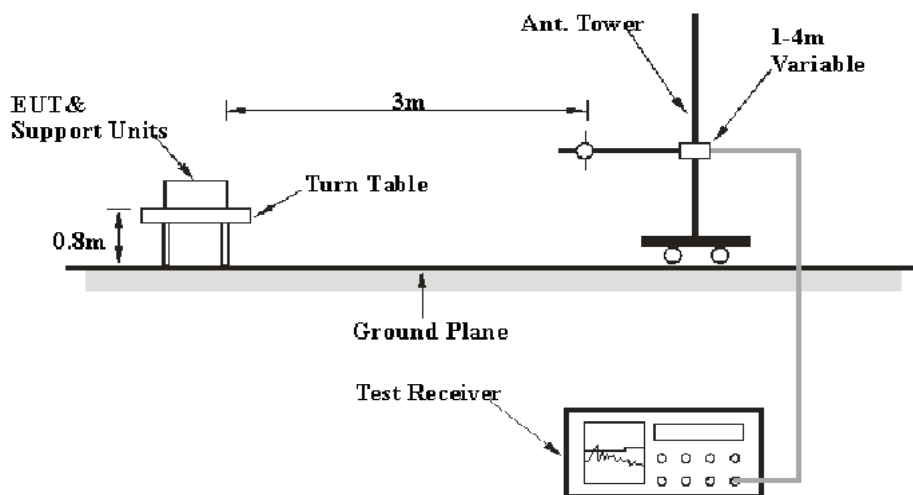 Ant. Tower
1-4m
Variable
3m
EUT&
Support Units
Turn Table
0.8m
Ground Plane
Test Receiver